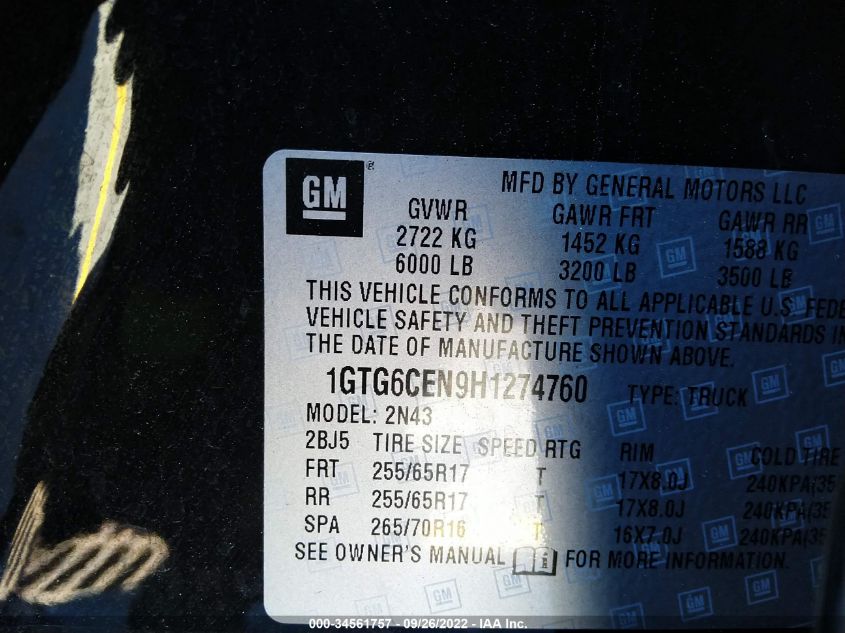 GM ®
MFD BY GENERAL MOTORS LLC
GVWR GAWR FRT GAWR RR
2722 KG 1452 KG 1588 KG
6000 LB 3200 LB 3500 LB
THIS VEHICLE CONFORMS TO ALL APPLICABLE U.S. FEDE
VEHICLE SAFETY AND THEFT PREVENTION STANDARDS IN
THE DATE OF MANUFACTURE SHOWN ABOVE.
1GTG6CEN9H1274760 TYPE: TRUCK
MODEL: 2N43
2BJ5 TIRE SIZE SPEED RTG RIM COLD TIRE
FRT 255/65R17 T 17X8.0J 240KPA/35
RR 255/65R17 T 17X8.0J 240KPA/35
SPA 265/70R16 T 16X7.0J 240KPA/35
SEE OWNER'S MANUAL FOR MORE INFORMATION.
000-34561757 - 09/26/2022 - IAA Inc.